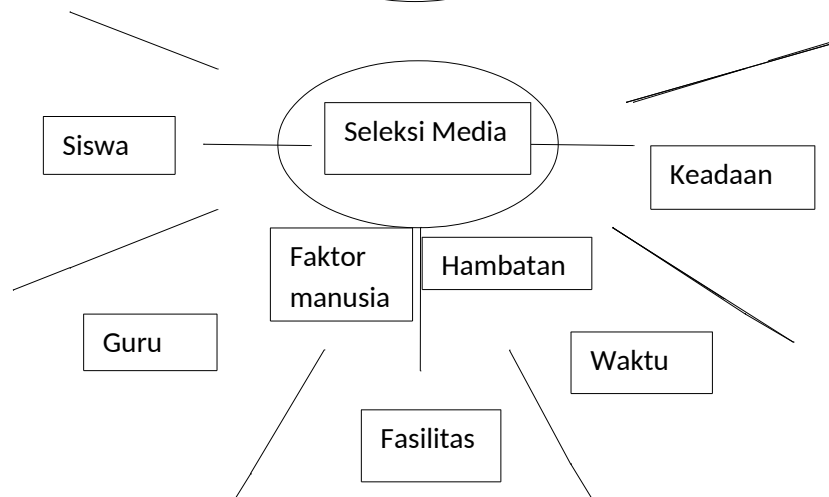 Seleksi Media
Siswa
Keadaan
Faktor
manusia
Hambatan
Guru
Waktu
Fasilitas